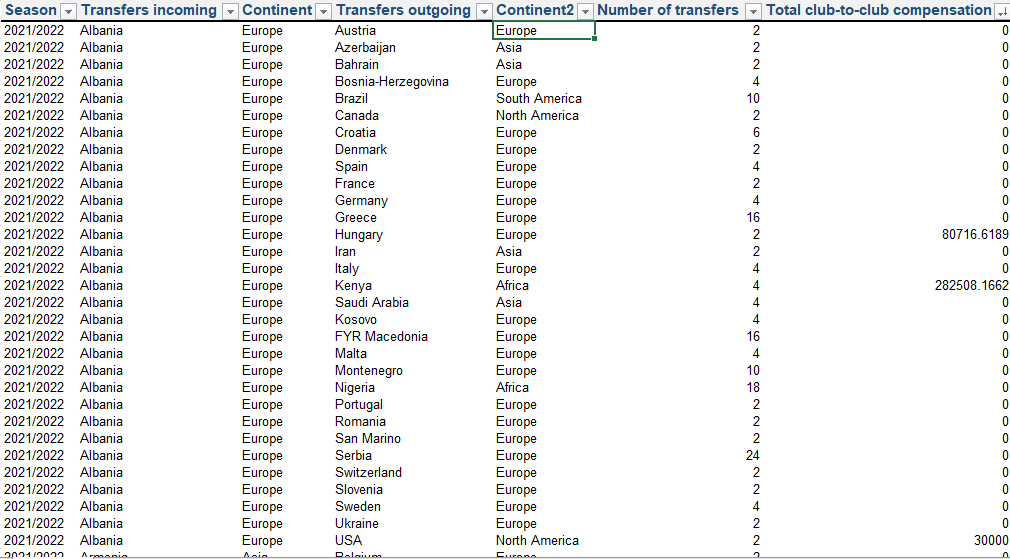 Season Transfers incoming Continent Transfers outgoing Continent2 Number of transfers Total club-to-club compensation
2021/2022 Albania Europe Austria Europe 2 0
2021/2022 Albania Europe Azerbaijan Asia 2 0
2021/2022 Albania Europe Bahrain Asia 2 0
2021/2022 Albania Europe Bosnia-Herzegovina Europe 4 0
2021/2022 Albania Europe Brazil South America 10 0
2021/2022 Albania Europe Canada North America 2 0
2021/2022 Albania Europe Croatia Europe 6 0
2021/2022 Albania Europe Denmark Europe 2 0
2021/2022 Albania Europe Spain Europe 4 0
2021/2022 Albania Europe France Europe 2 0
2021/2022 Albania Europe Germany Europe 4 0
2021/2022 Albania Europe Greece Europe 16 0
2021/2022 Albania Europe Hungary Europe 2 80716.6189
2021/2022 Albania Europe Iran Asia 2 0
2021/2022 Albania Europe Italy Europe 4 0
2021/2022 Albania Europe Kenya Africa 4 282508.1662
2021/2022 Albania Europe Saudi Arabia Asia 4 0
2021/2022 Albania Europe Kosovo Europe 4 0
2021/2022 Albania Europe FYR Macedonia Europe 16 0
2021/2022 Albania Europe Malta Europe 4 0
2021/2022 Albania Europe Montenegro Europe 10 0
2021/2022 Albania Europe Nigeria Africa 18 0
2021/2022 Albania Europe Portugal Europe 2 0
2021/2022 Albania Europe Romania Europe 2 0
2021/2022 Albania Europe San Marino Europe 2 0
2021/2022 Albania Europe Serbia Europe 24 0
2021/2022 Albania Europe Switzerland Europe 2 0
2021/2022 Albania Europe Slovenia Europe 2 0
2021/2022 Albania Europe Sweden Europe 4 0
2021/2022 Albania Europe Ukraine Europe 2 0
2021/2022 Albania Europe USA North America 2 30000
2021/2022 Armenia Asia Belgium Europe 2 0